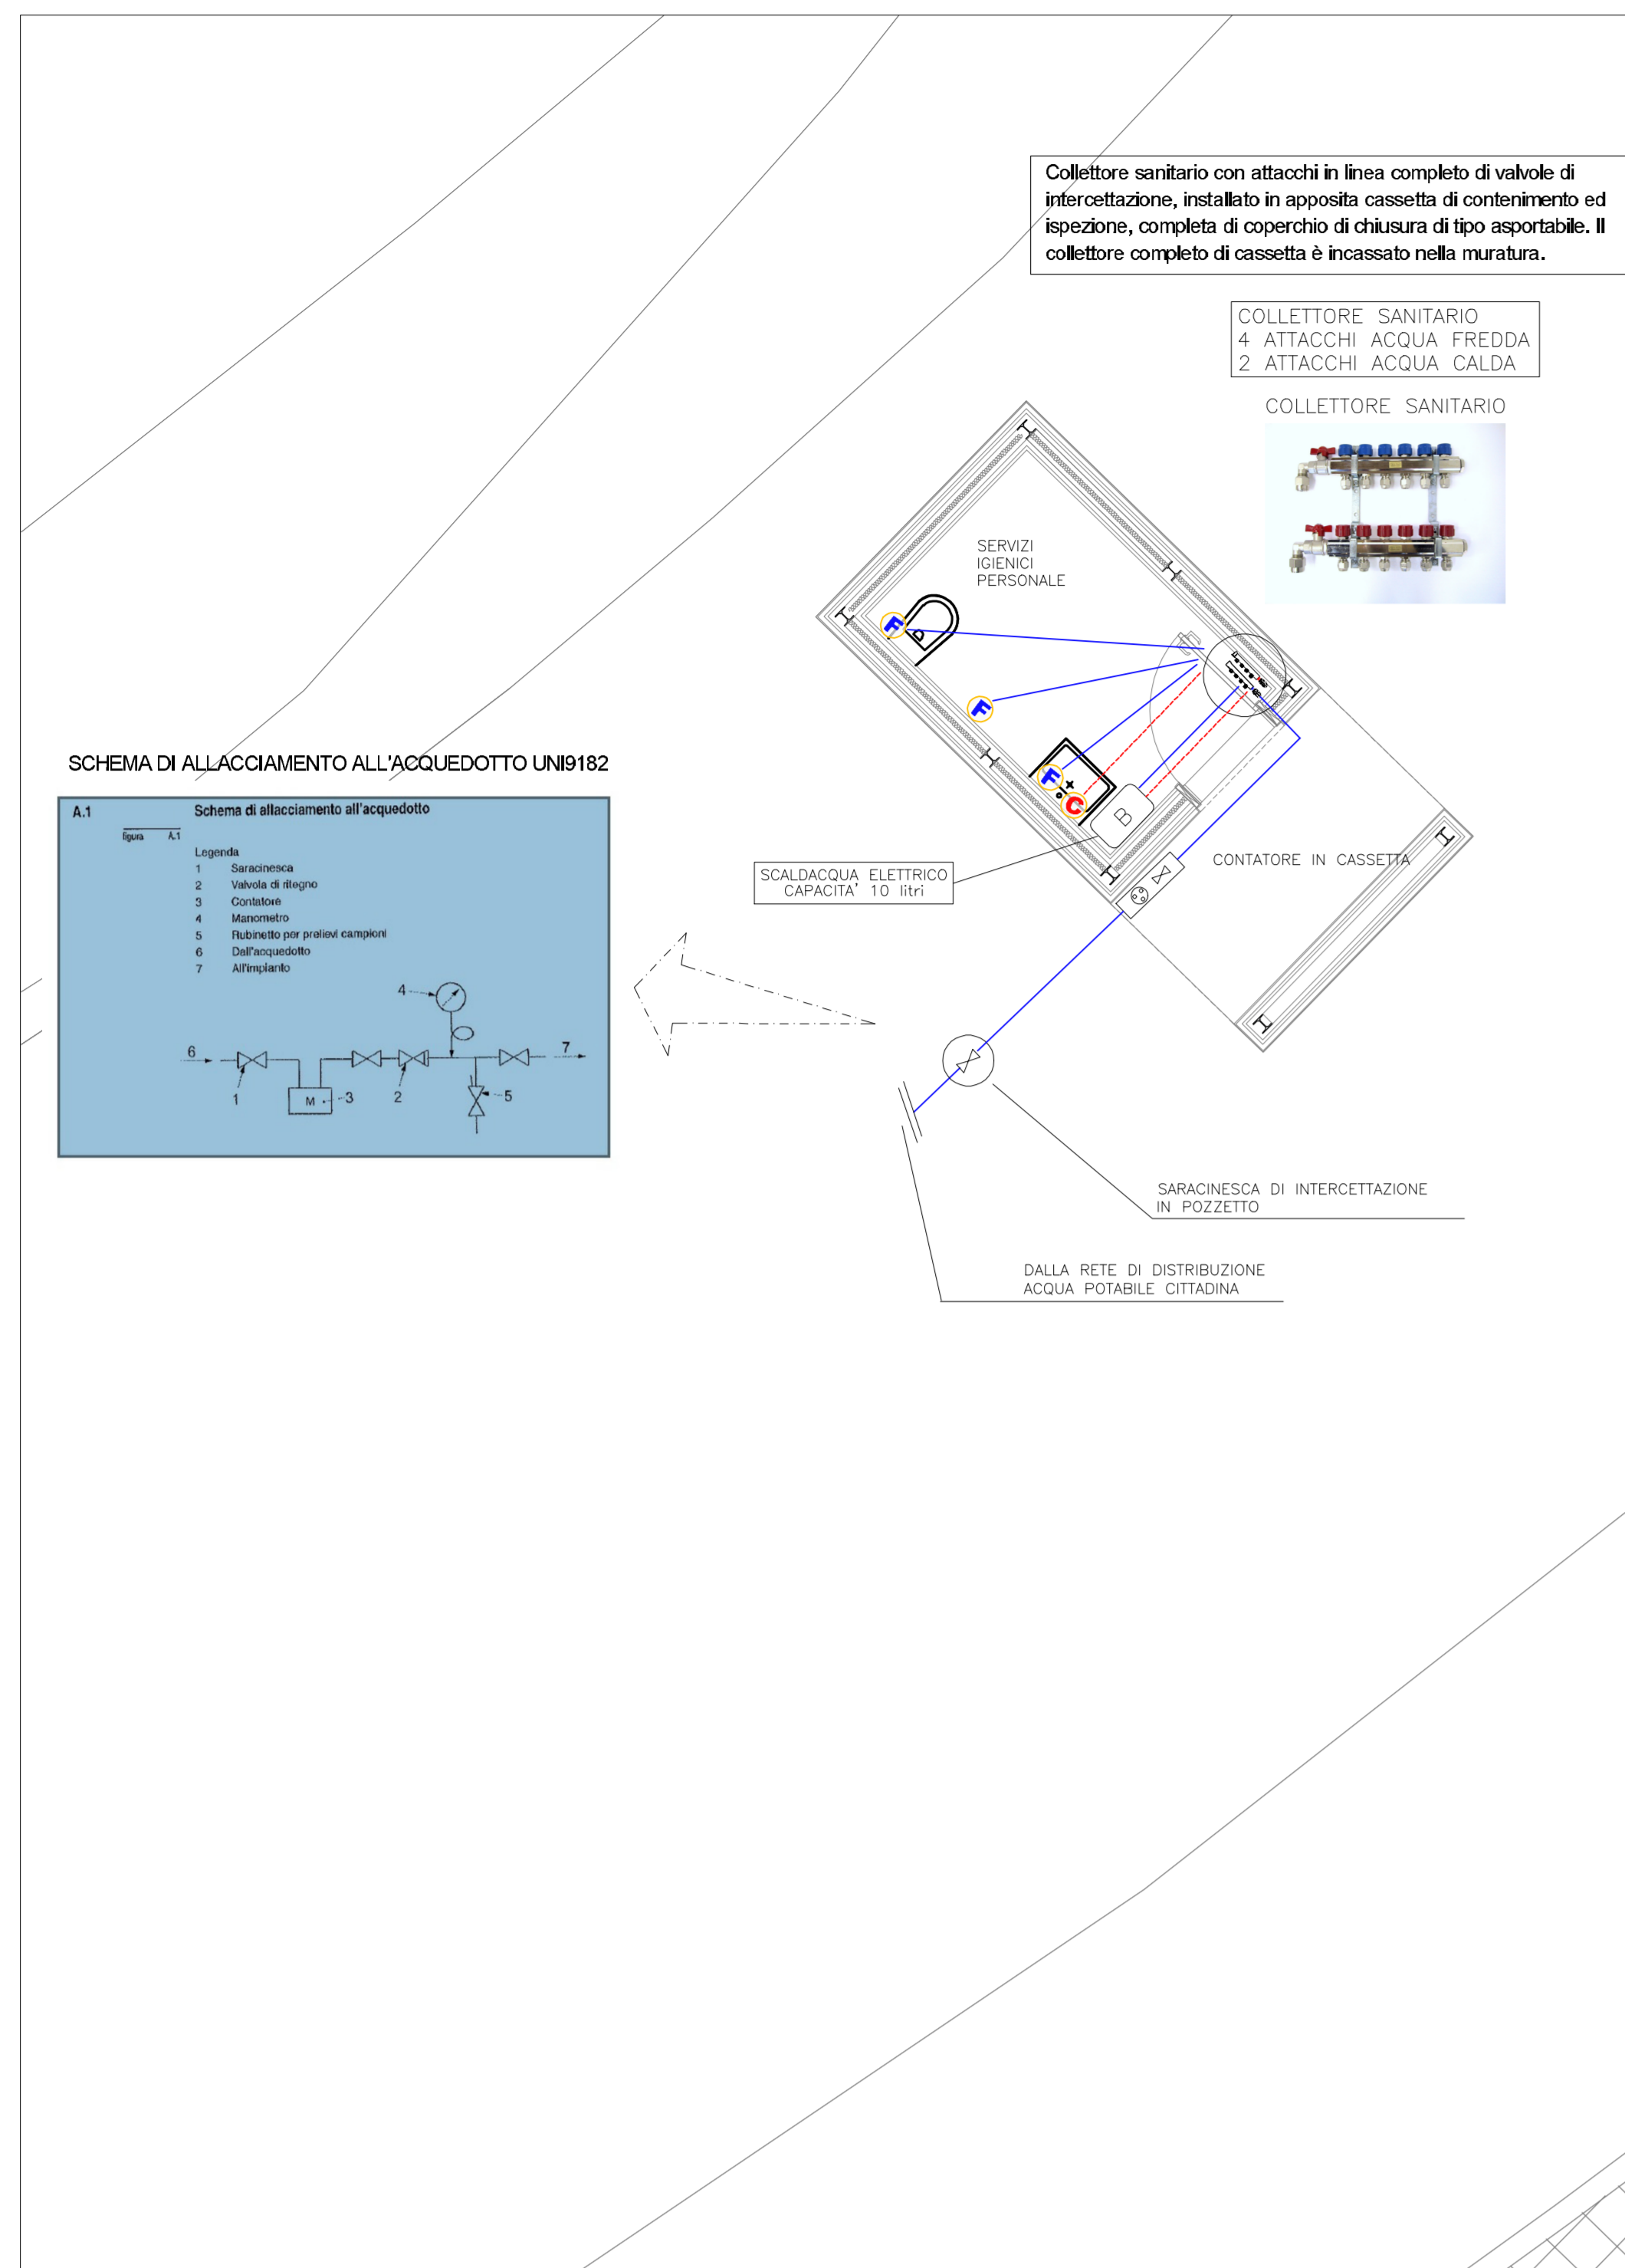 Collettore sanitario con attacchi in linea completo di valvole di
intercettazione, installato in apposita cassetta di contenimento ed
ispezione, completa di coperchio di chiusura di tipo asportabile. Il
collettore completo di cassetta è incassato nella muratura.
COLLETTORE SANITARIO
4 ATTACCHI ACQUA FREDDA
2 ATTACCHI ACQUA CALDA
COLLETTORE SANITARIO
SERVIZI
IGIENICI
PERSONALE
F
F
F
C
B
SCALDACQUA ELETTRICO
CAPACITA' 10 litri
CONTATORE IN CASSETTA
SCHEMA DI ALLACCIAMENTO ALL'ACQUEDOTTO UNI9182
A.1 Schema di allacciamento all'acquedotto
figura A.1
Legenda
1 Saracinesca
2 Valvola di ritegno
3 Contatore
4 Manometro
5 Rubinetto per prelievi campioni
6 Dall'acquedotto
7 All'impianto
4
6
7
1
M
3
2
5
SARACINESCA DI INTERCETTAZIONE
IN POZZETTO
DALLA RETE DI DISTRIBUZIONE
ACQUA POTABILE CITTADINA